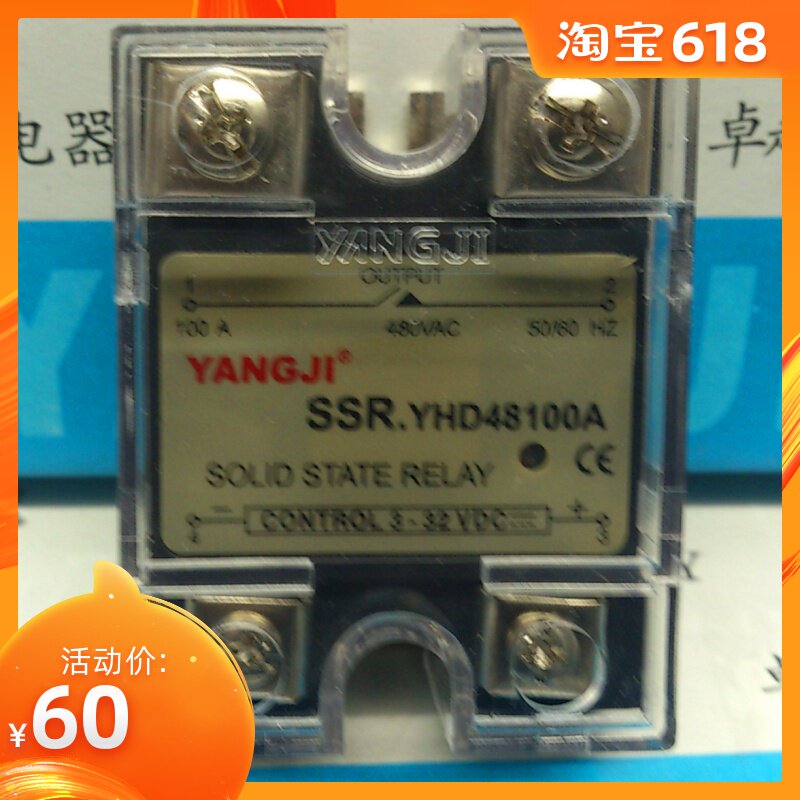 淘宝618
电器
卓
YANGJI
OUTPUT
1 2
100 A 480VAC 50/60 HZ
YANGJI®
SSR.YHD48100A
SOLID STATE RELAY CE
− CONTROL 3-32 VDC +
4 3
活动价:
¥60